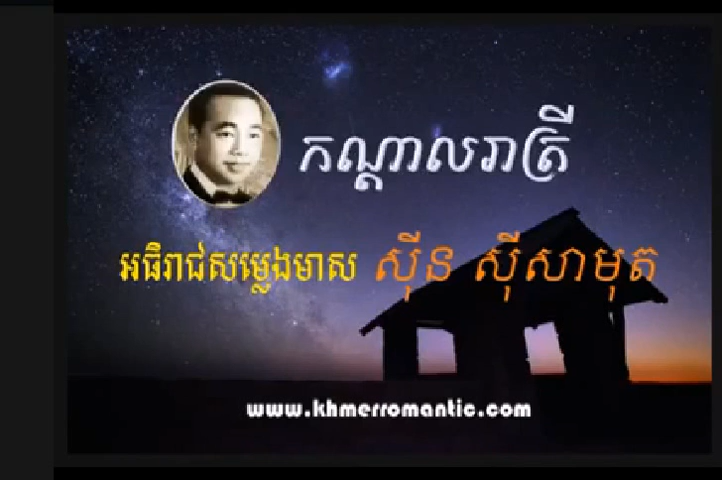 កណ្តាលរាត្រី
អធិរាជសម្លេងមាស ស៊ីន ស៊ីសាមុត
www.khmerromantic.com